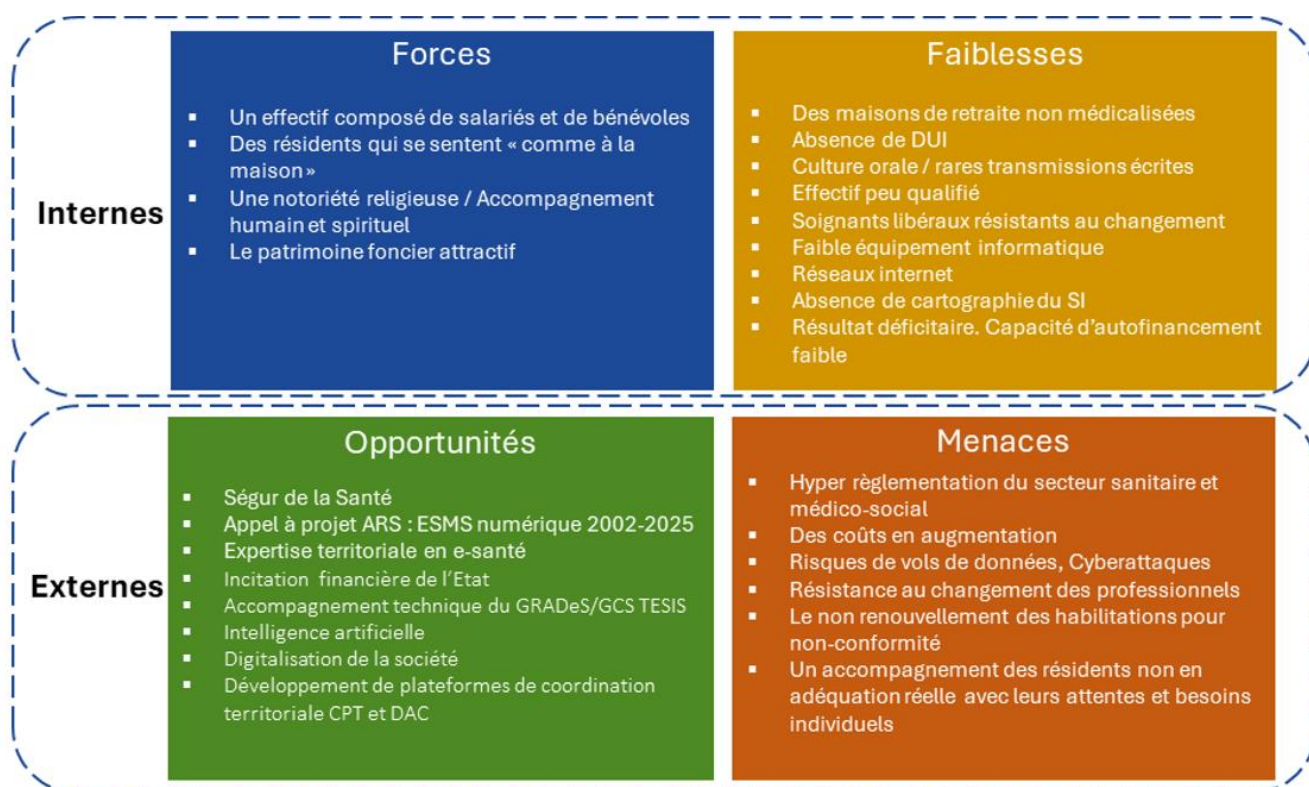 Internes
Forces
▪ Un effectif composé de salariés et de bénévoles
▪ Des résidents qui se sentent « comme à la
maison »
▪ Une notoriété religieuse / Accompagnement
humain et spirituel
▪ Le patrimoine foncier attractif
Faiblesses
▪ Des maisons de retraite non médicalisées
▪ Absence de DUI
▪ Culture orale / rares transmissions écrites
▪ Effectif peu qualifié
▪ Soignants libéraux résistants au changement
▪ Faible équipement informatique
▪ Réseaux internet
▪ Absence de cartographie du SI
▪ Résultat déficitaire. Capacité d'autofinancement
faible
Externes
Opportunités
▪ Ségur de la Santé
▪ Appel à projet ARS : ESMS numérique 2002-2025
▪ Expertise territoriale en e-santé
▪ Incitation financière de l'Etat
▪ Accompagnement technique du GRADeS/GCS TESIS
▪ Intelligence artificielle
▪ Digitalisation de la société
▪ Développement de plateformes de coordination
territoriale CPT et DAC
Menaces
▪ Hyper règlementation du secteur sanitaire et
médico-social
▪ Des coûts en augmentation
▪ Risques de vols de données, Cyberattaques
▪ Résistance au changement des professionnels
▪ Le non renouvellement des habilitations pour
non-conformité
▪ Un accompagnement des résidents non en
adéquation réelle avec leurs attentes et besoins
individuels